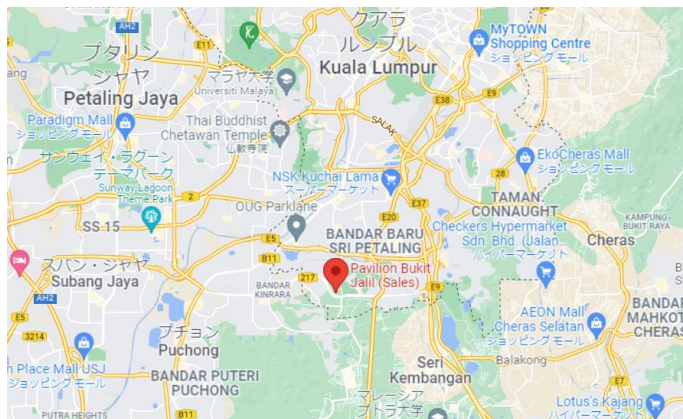 AH2
E11
プタリン
ジャヤ
Petaling Jaya
クアラ
ルンプル
Kuala Lumpur
MyTOWN
Shopping Centre
ショッピング モール
マラヤ大学
Universiti Malaya
E38
E9
Paradigm Mall
ショッピング モール
Thai Buddhist
Chetawan Temple
仏教寺院
SALAK
サンウェイ・ラグーン
テーマパーク
Sunway Lagoon
Theme Park
NSK Kuchai Lama
スーパーマーケット
EkoCheras Mall
ショッピング モール
28
2
SS 15
OUG Parklane
E37
E20
TAMAN
CONNAUGHT
KAMPUNG
BUKIT RAYA
BANDAR BARU
SRI PETALING
Checkers Hypermarket
Sdn. Bhd. (Jalan...
ハイパーマーケット
Cheras
E5
B11
B11
スバン・ジャヤ
Subang Jaya
AH2
217
Pavilion Bukit
Jalil (Sales)
BANDAR
KINRARA
E9
E5
3214
AEON Mall
Cheras Selatan
ショッピング モール
BANDA
MAHKOT
CHERAS
プチョン
Puchong
Place Mall USJ
ショッピング モール
BANDAR PUTERI
PUCHONG
Seri
Kembangan
Balakong
マレーシア
プトラ大学
Lotus's Kajang
ハイパーマーケット
PUTRA HEIGHTS